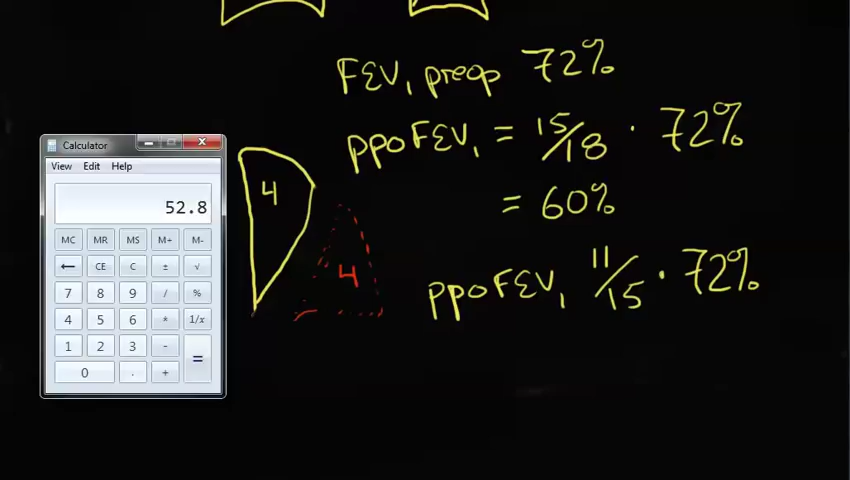 FEV₁ preop 72%
ppoFEV₁ = 15/18 · 72%
= 60%
ppoFEV₁ 11/15 · 72%
4
4
Calculator
View Edit Help
52.8
MC MR MS M+ M-
← CE C ± √
7 8 9 / %
4 5 6 * 1/x
1 2 3 - =
0 . +